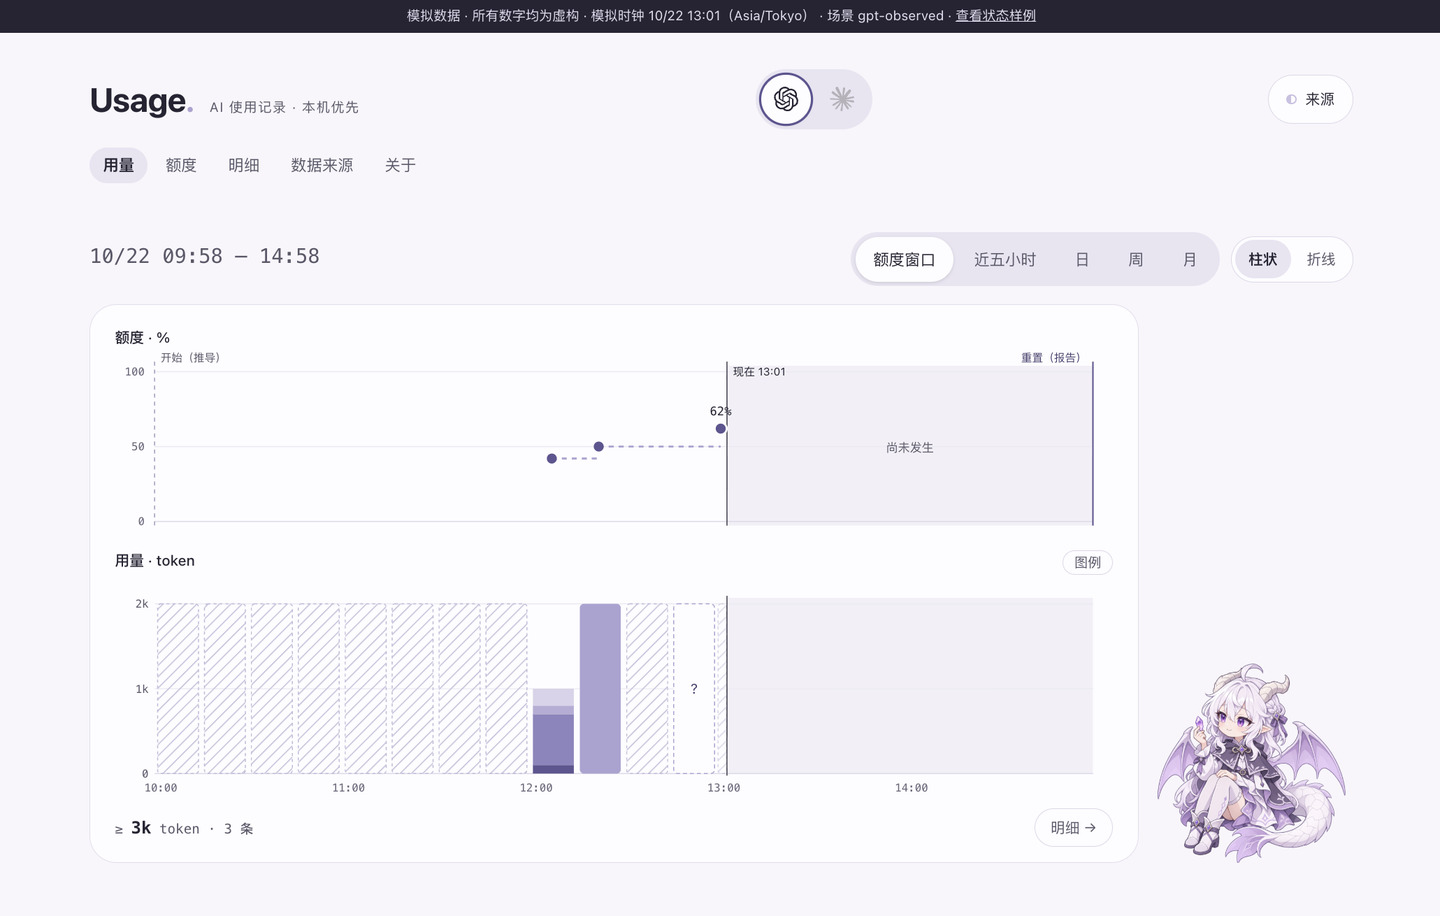 模拟数据 · 所有数字均为虚构 · 模拟时钟 10/22 13:01（Asia/Tokyo） · 场景 gpt-observed · 查看状态样例
Usage. AI 使用记录 · 本机优先
来源
用量 额度 明细 数据来源 关于
10/22 09:58 — 14:58
额度窗口 近五小时 日 周 月 柱状 折线
额度 · %
开始（推导） 重置（报告）
100 现在 13:01
62%
50 尚未发生
0
用量 · token 图例
2k
1k ?
0
10:00 11:00 12:00 13:00 14:00
≥ 3k token · 3 条 明细 →